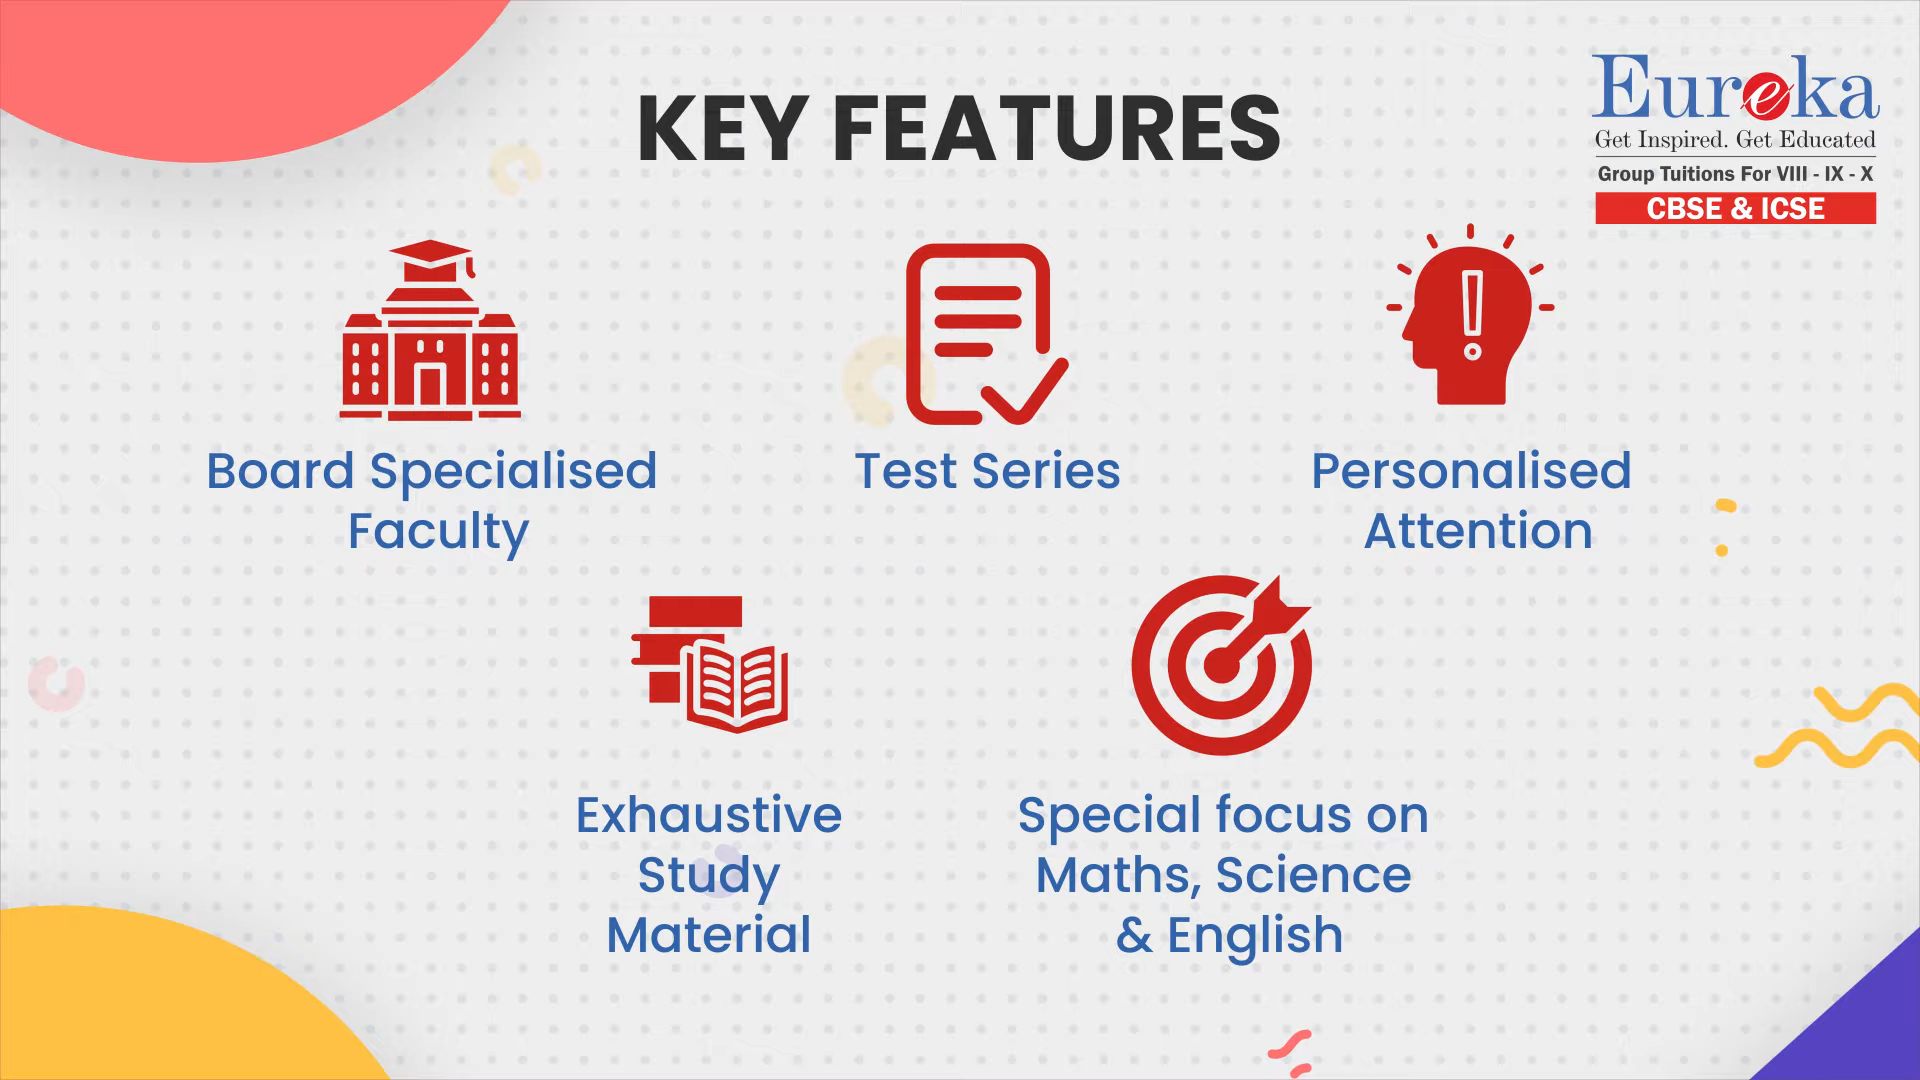 KEY FEATURES
Eureka
Get Inspired. Get Educated
Group Tuitions For VIII - IX - X
CBSE & ICSE
Board Specialised
Faculty
Test Series
Personalised
Attention
Exhaustive
Study
Material
Special focus on
Maths, Science
& English